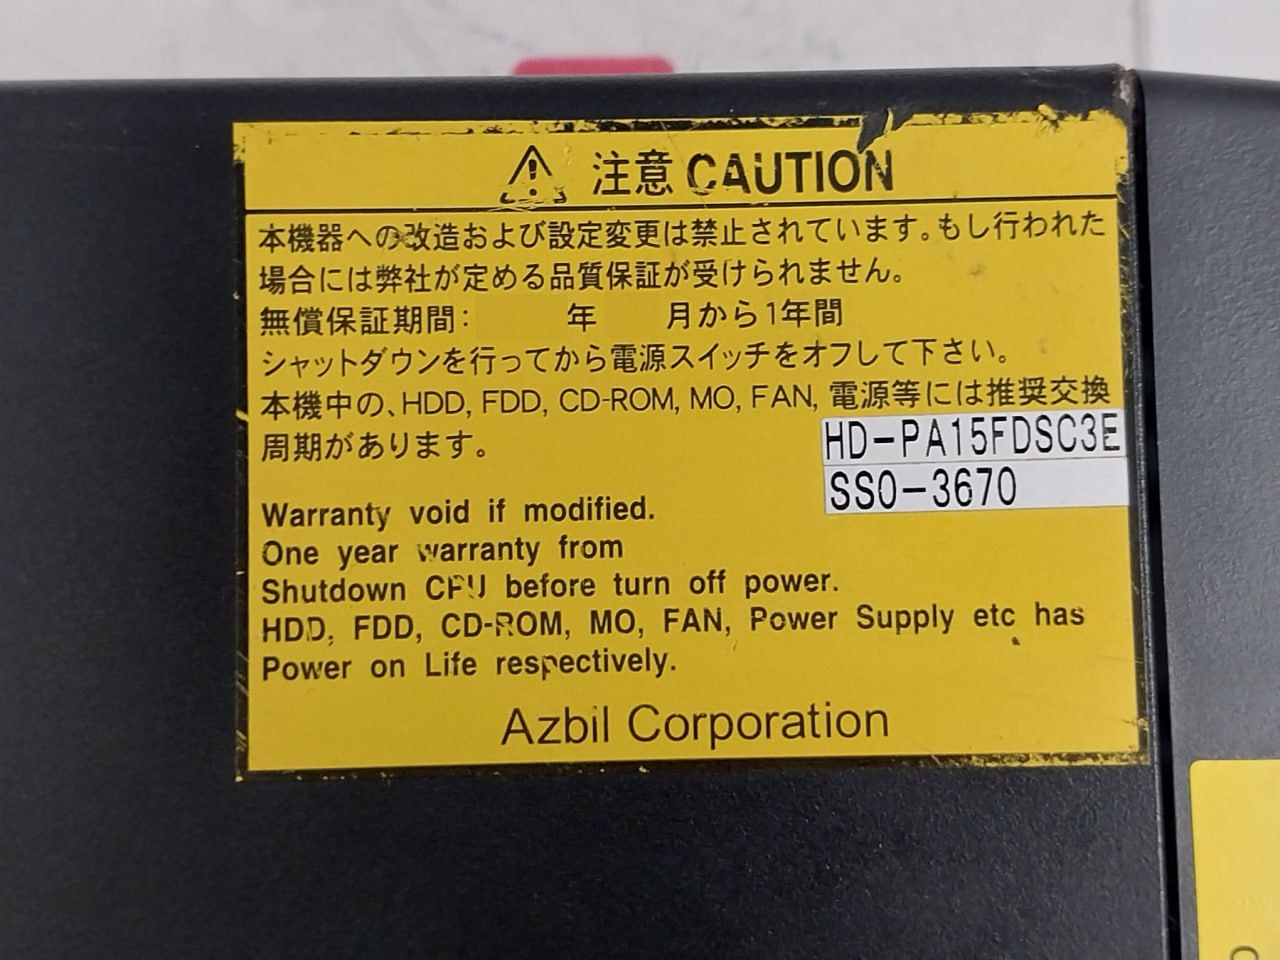 注意 CAUTION
本機器への改造および設定変更は禁止されています。もし行われた
場合には弊社が定める品質保証が受けられません。
無償保証期間: 年 月から1年間
シャットダウンを行ってから電源スイッチをオフして下さい。
本機中の、HDD, FDD, CD-ROM, MO, FAN, 電源等には推奨交換
周期があります。
HD-PA15FDSC3E
SS0-3670
Warranty void if modified.
One year warranty from
Shutdown CPU before turn off power.
HDD, FDD, CD-ROM, MO, FAN, Power Supply etc has
Power on Life respectively.
Azbil Corporation